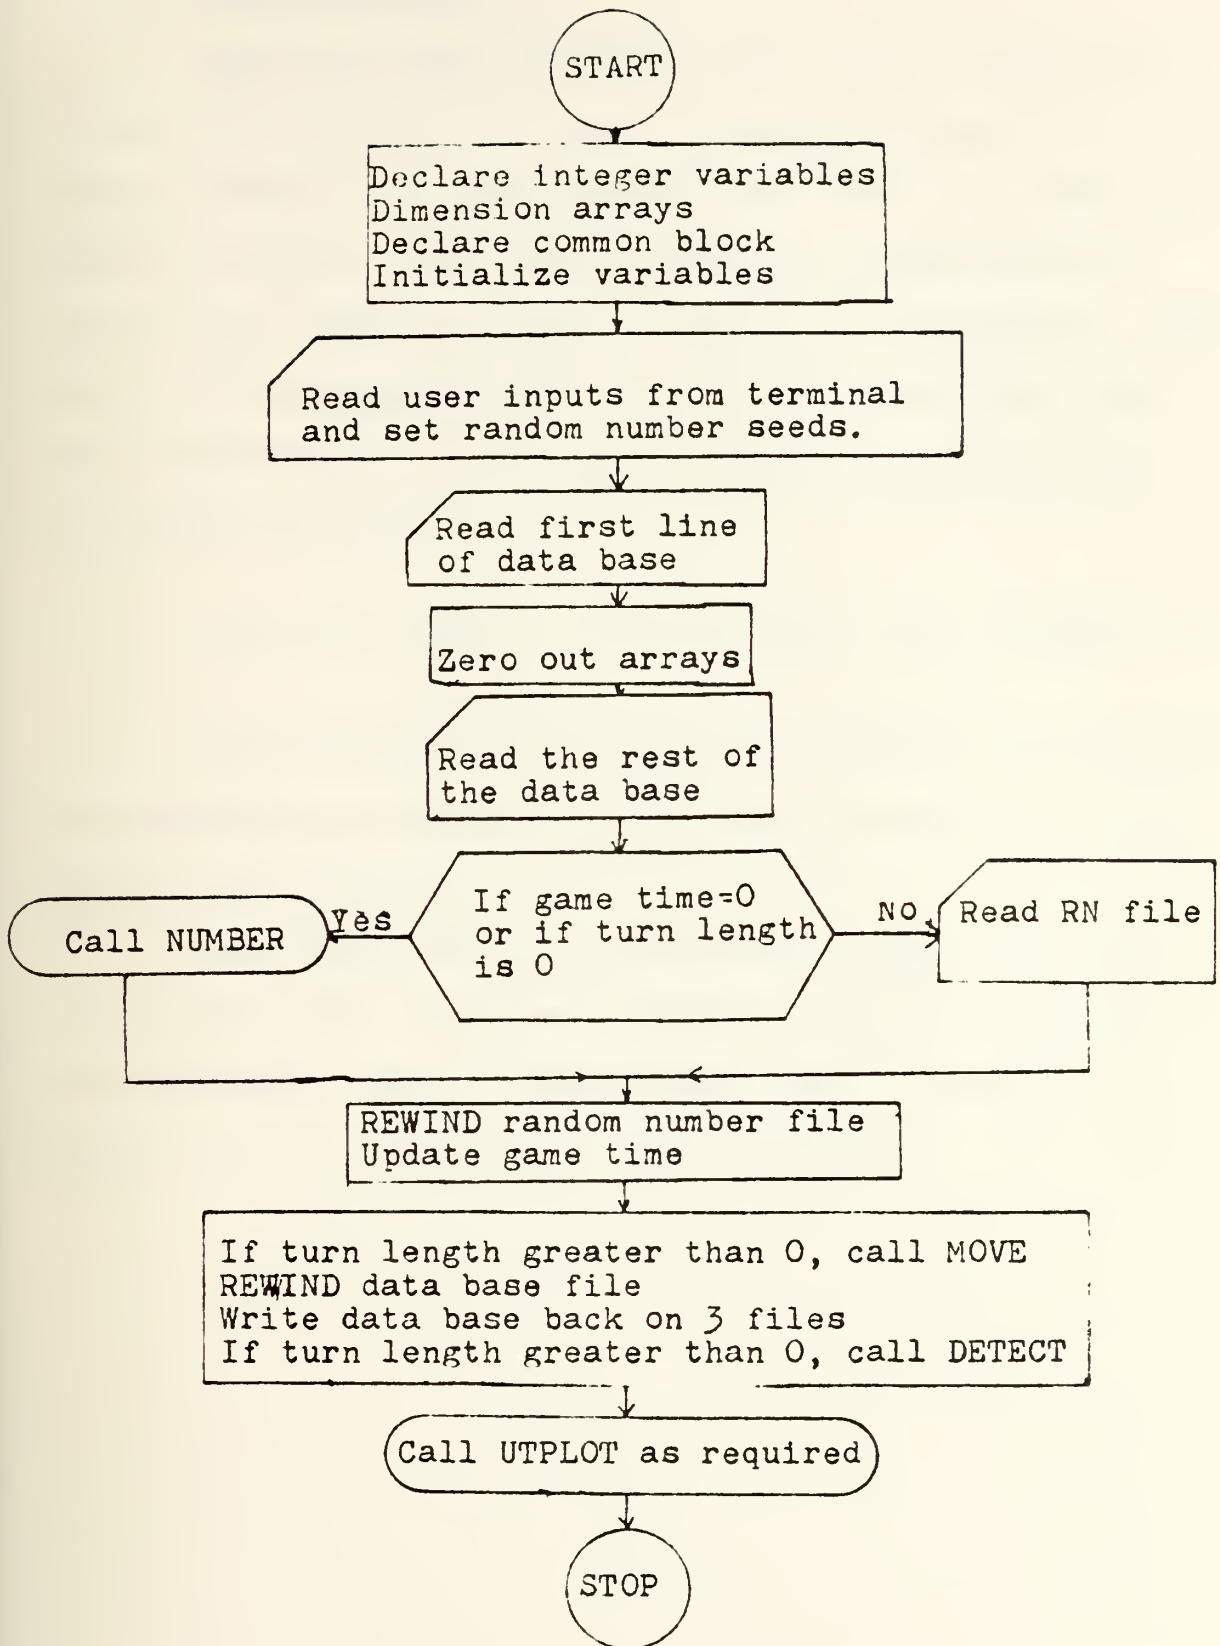 START
Declare integer variables
Dimension arrays
Declare common block
Initialize variables
Read user inputs from terminal
and set random number seeds.
Read first line
of data base
Zero out arrays
Read the rest of
the data base
If game time=0
or if turn length
is 0
Yes
Call NUMBER
NO
Read RN file
REWIND random number file
Update game time
If turn length greater than 0, call MOVE
REWIND data base file
Write data base back on 3 files
If turn length greater than 0, call DETECT
Call UTPLOT as required
STOP